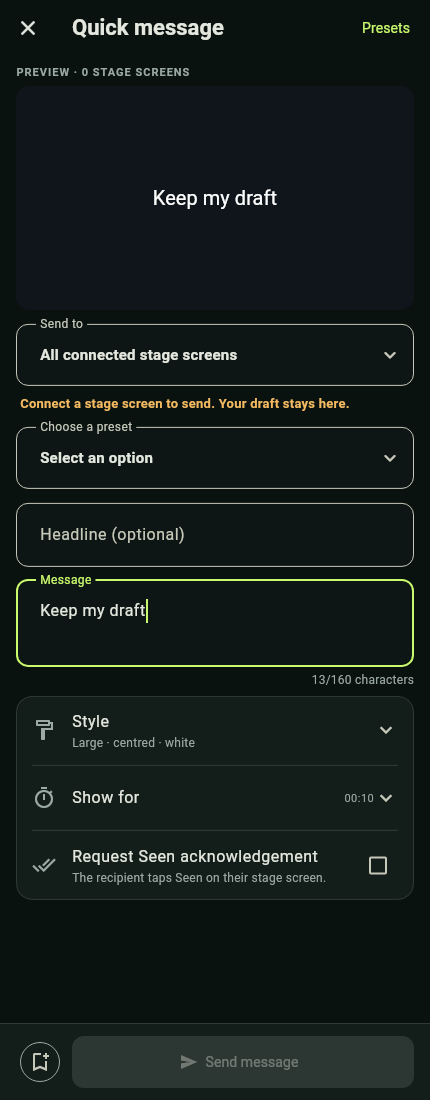 Quick message
Presets
PREVIEW · 0 STAGE SCREENS
Keep my draft
Send to
All connected stage screens
Connect a stage screen to send. Your draft stays here.
Choose a preset
Select an option
Headline (optional)
Message
Keep my draft
13/160 characters
Style
Large · centred · white
Show for
00:10
Request Seen acknowledgement
The recipient taps Seen on their stage screen.
Send message